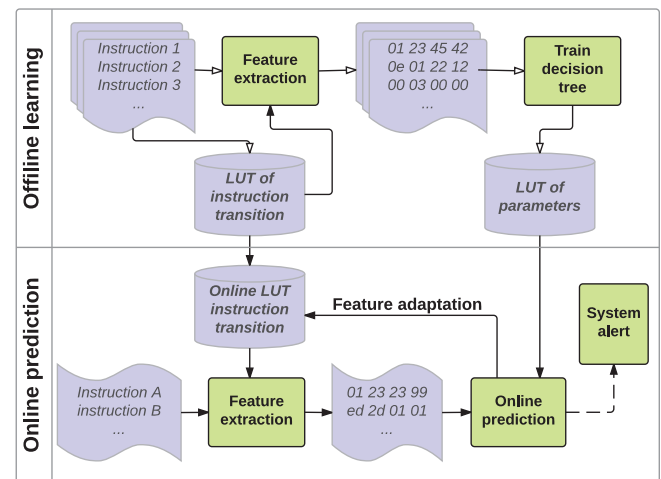 Offiline learning
Instruction 1
Instruction 2
Instruction 3
...
Feature
extraction
01 23 45 42
0e 01 22 12
00 03 00 00
...
Train
decision
tree
LUT of
instruction
transition
LUT of
parameters
Online prediction
Online LUT
instruction
transition
Feature adaptation
System
alert
Instruction A
instruction B
...
Feature
extraction
01 23 23 99
ed 2d 01 01
...
Online
prediction